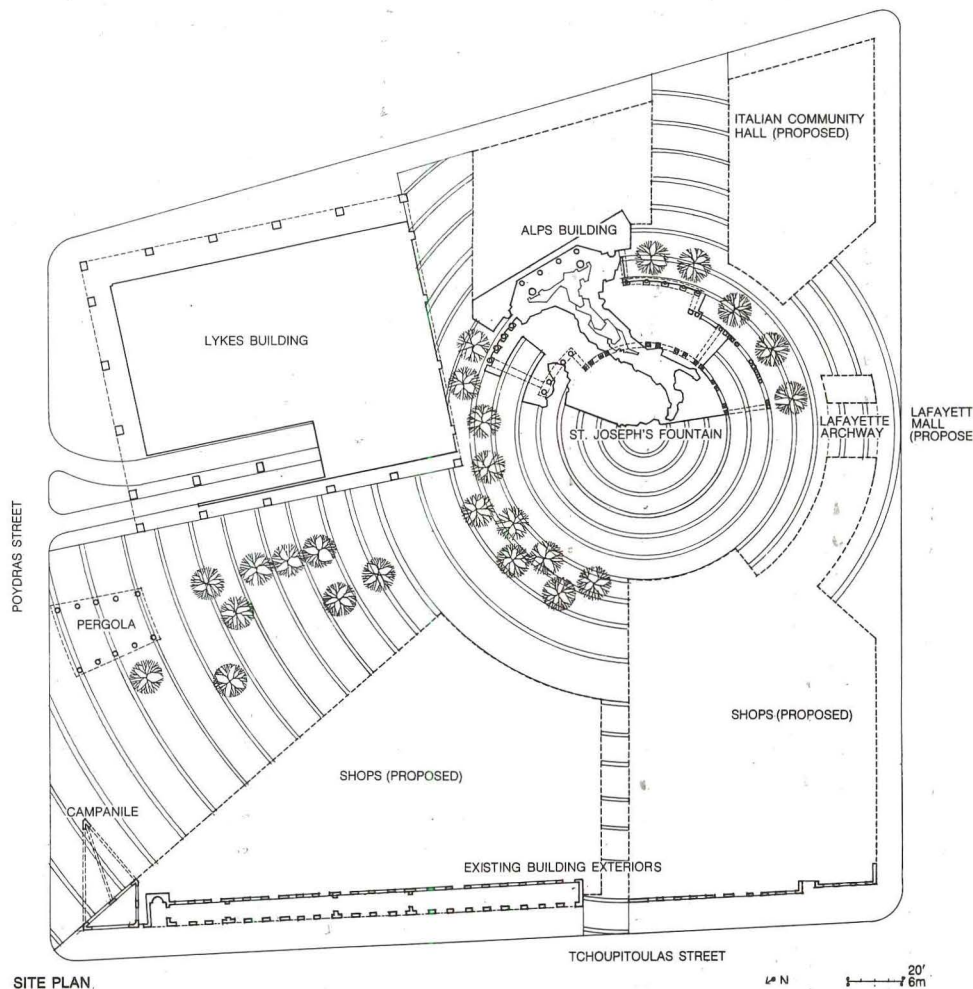 ITALIAN COMMUNITY
HALL (PROPOSED)
ALPS BUILDING
LYKES BUILDING
ST. JOSEPH'S FOUNTAIN
LAFAYETTE
ARCHWAY
LAFAYETT
MALL
(PROPOSE
POYDRAS STREET
PERGOLA
SHOPS (PROPOSED)
SHOPS (PROPOSED)
CAMPANILE
EXISTING BUILDING EXTERIORS
TCHOUPITOULAS STREET
SITE PLAN
N
20'
6m